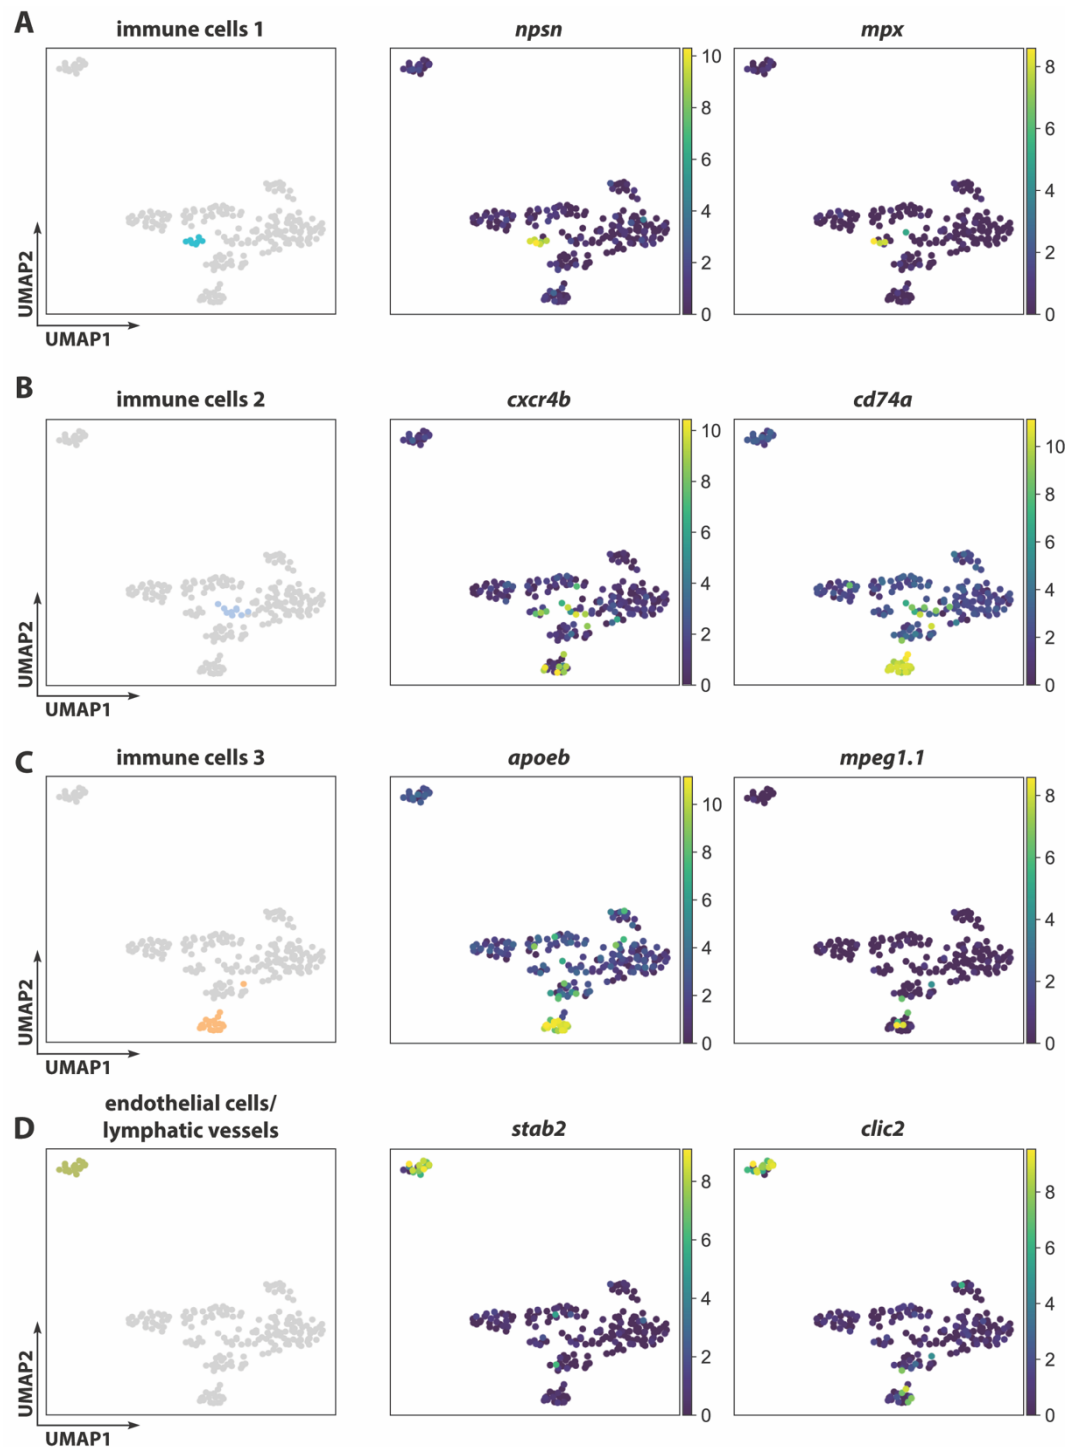 A
immune cells 1
npsn
mpx
10
8
6
4
2
0
8
6
4
2
0
UMAP2
UMAP1
B
immune cells 2
cxcr4b
cd74a
10
8
6
4
2
0
10
8
6
4
2
0
UMAP2
UMAP1
C
immune cells 3
apoeb
mpeg1.1
10
8
6
4
2
0
8
6
4
2
0
UMAP2
UMAP1
D
endothelial cells/
lymphatic vessels
stab2
clic2
8
6
4
2
0
8
6
4
2
0
UMAP2
UMAP1